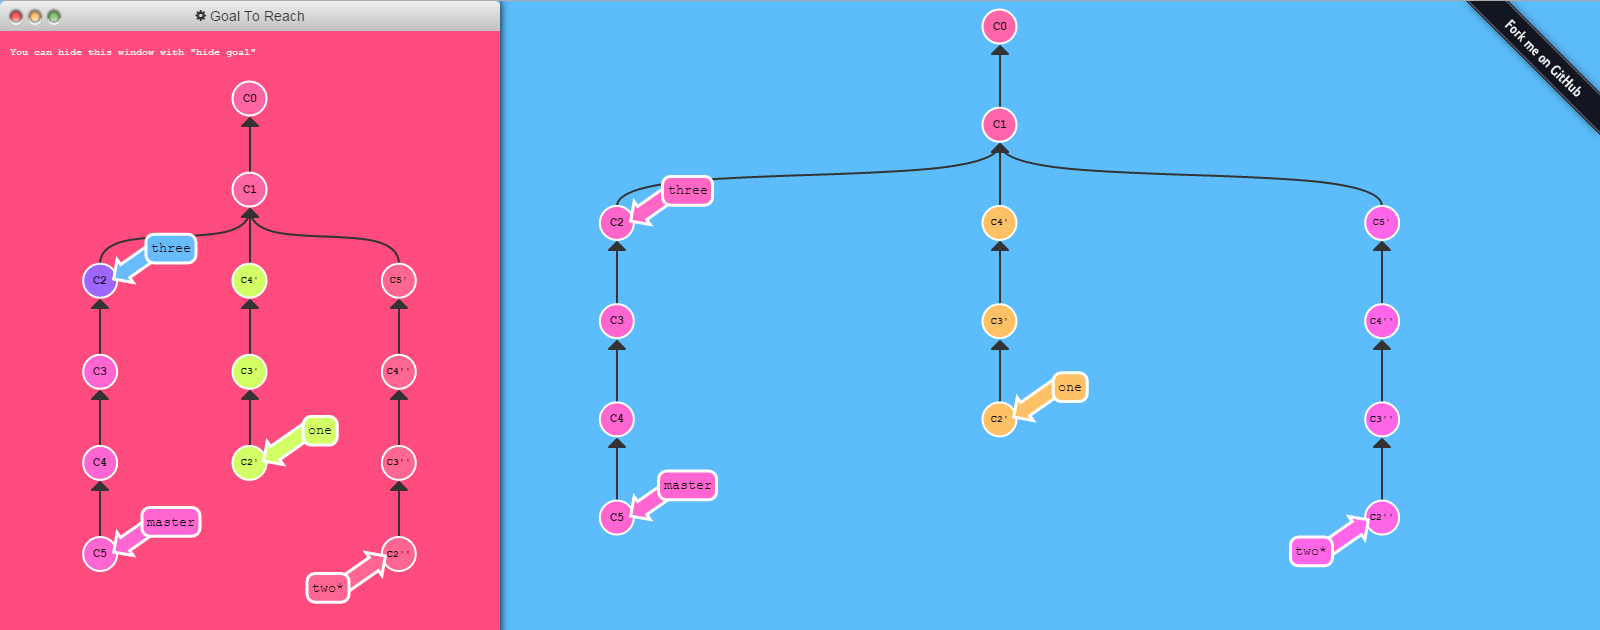 Goal To Reach
You can hide this window with "hide goal"
C0
C1
three
C2
C4'
C5'
C3
C3'
C4''
one
C4
C2'
C3''
master
C5
C2''
two*
C0
Fork me on GitHub
C1
three
C2
C4'
C5'
C3
C3'
C4''
one
C4
C2'
C3''
master
C5
C2''
two*